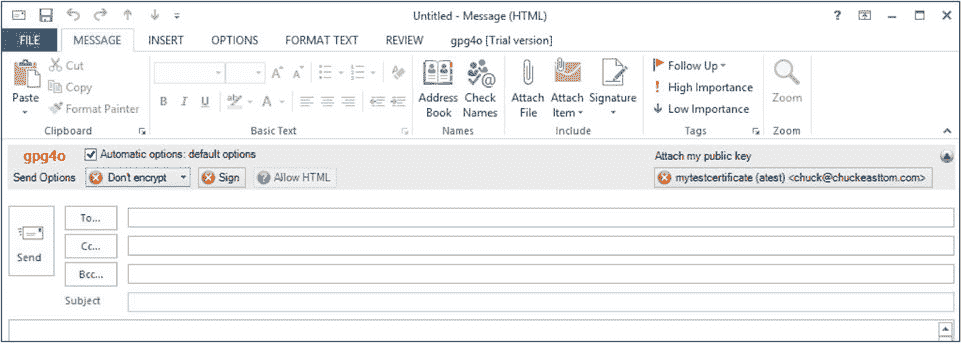 Untitled - Message (HTML)
FILE MESSAGE INSERT OPTIONS FORMAT TEXT REVIEW gpg4o [Trial version]
Paste
Cut
Copy
Format Painter
Clipboard
B I U aby A
Basic Text
Address Book
Check Names
Names
Attach File
Attach Item
Signature
Include
Follow Up
High Importance
Low Importance
Tags
Zoom
Zoom
gpg4o Automatic options: default options Attach my public key
Send Options Don't encrypt Sign Allow HTML mytestcertificate (atest) <chuck@chuckeasttom.com>
Send
To...
Cc...
Bcc...
Subject